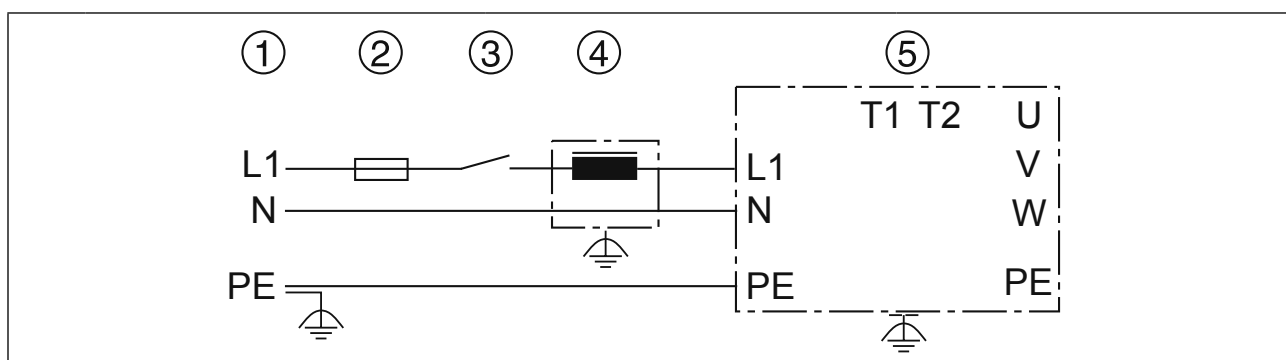 ① ② ③ ④ ⑤
T1 T2 U
L1 L1 V
N N W
PE PE PE